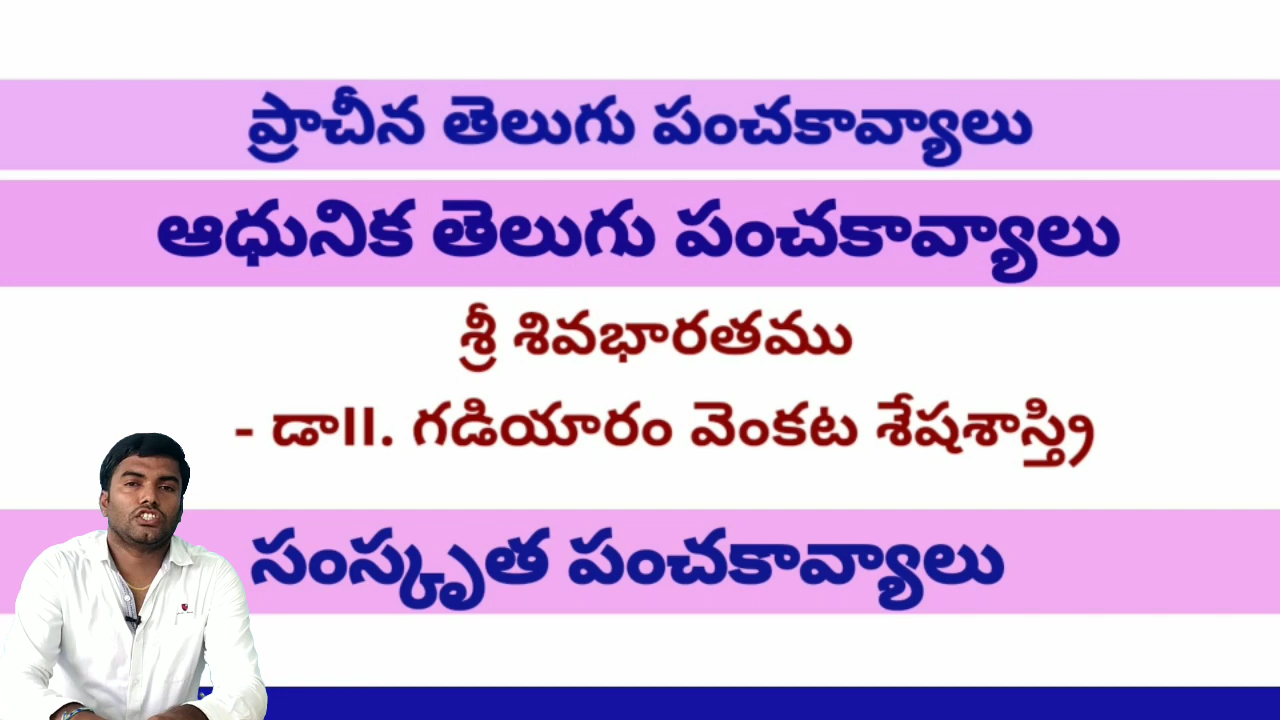 ప్రాచీన తెలుగు పంచకావ్యాలు
ఆధునిక తెలుగు పంచకావ్యాలు
శ్రీ శివభారతము
- డా||. గడియారం వెంకట శేషశాస్త్రి
సంస్కృత పంచకావ్యాలు